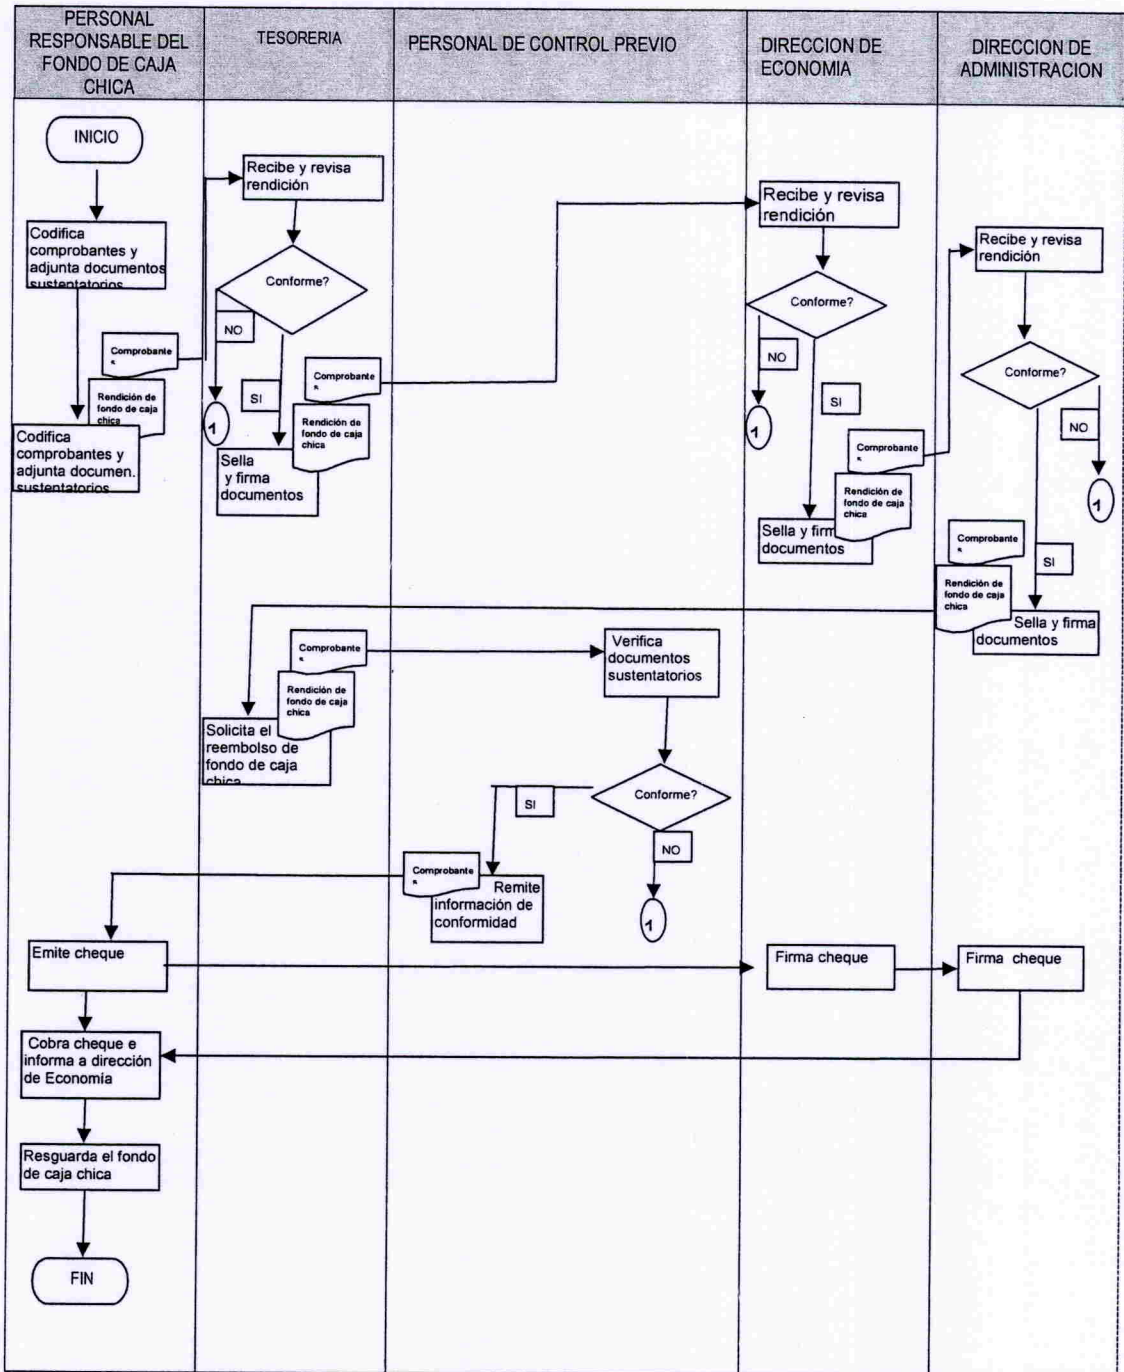 PERSONAL
RESPONSABLE DEL
FONDO DE CAJA
CHICA
TESORERIA
PERSONAL DE CONTROL PREVIO
DIRECCION DE
ECONOMIA
DIRECCION DE
ADMINISTRACION
INICIO
Codifica
comprobantes y
adjunta documentos
sustentatorios
Comprobante
Rendición de
fondo de caja
chica
Codifica
comprobantes y
adjunta documen.
sustentatorios
Recibe y revisa
rendición
Conforme?
NO
SI
1
Comprobante
Rendición de
fondo de caja
chica
Sella
y firma
documentos
Recibe y revisa
rendición
Conforme?
NO
SI
1
Comprobante
Rendición de
fondo de caja
chica
Sella y firm
documentos
Recibe y revisa
rendición
Conforme?
NO
1
SI
Comprobante
Rendición de
fondo de caja
chica
Sella y firma
documentos
Comprobante
Rendición de
fondo de caja
chica
Solicita el
reembolso de
fondo de caja
chica
Verifica
documentos
sustentatorios
Conforme?
SI
NO
1
Comprobante
Remite
información de
conformidad
Emite cheque
Firma cheque
Firma cheque
Cobra cheque e
informa a dirección
de Economía
Resguarda el fondo
de caja chica
FIN